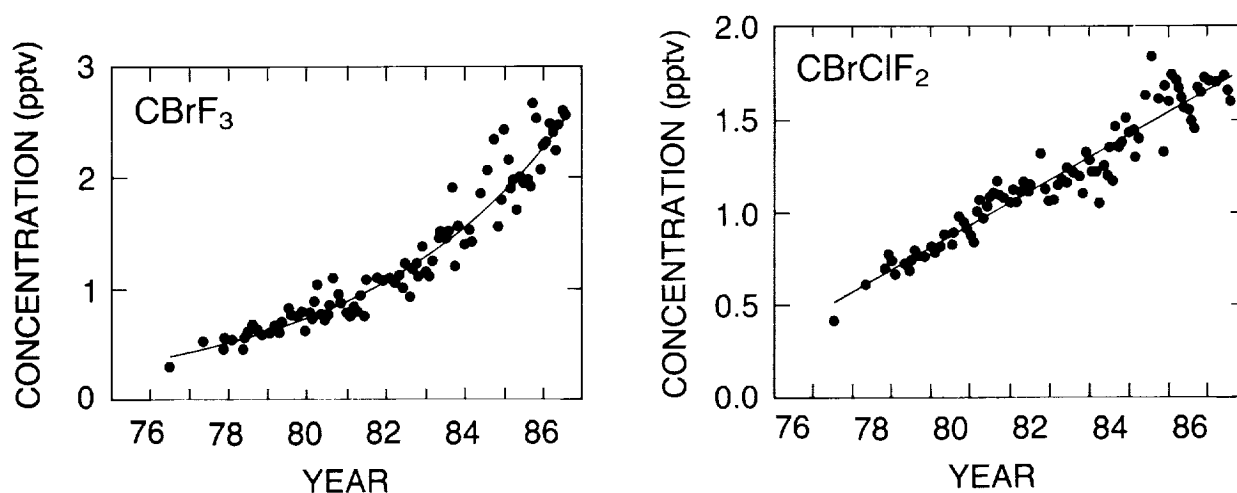 CONCENTRATION (pptv)
3
2
1
0
CBrF3
76 78 80 82 84 86
YEAR
CONCENTRATION (pptv)
2.0
1.5
1.0
0.5
0.0
CBrClF2
76 78 80 82 84 86
YEAR